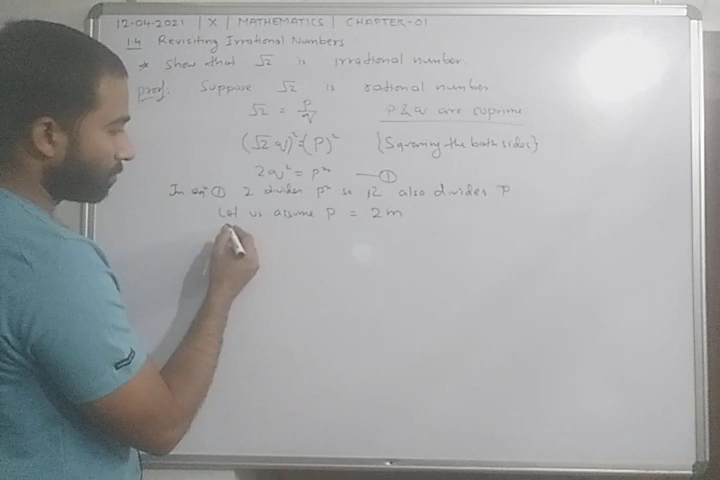 12-04-2021 | X | MATHEMATICS | CHAPTER-01
1.4 Revisiting Irrational Numbers
* Show that √2 is irrational number.
proof: Suppose √2 is rational number
√2 = p/q P & q are coprime
(√2 q)² = (P)² {Squaring the both sides}
2q² = p² —①
In eqⁿ ① 2 divides p² so 2 also divides P
Let us assume P = 2m